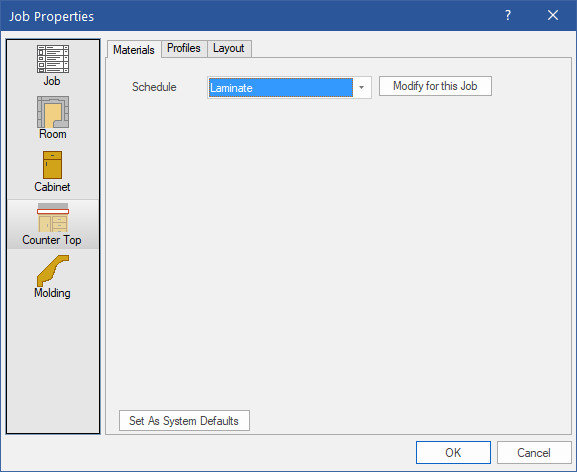 Job Properties
?
Job
Room
Cabinet
Counter Top
Molding
Materials Profiles Layout
Schedule Laminate Modify for this Job
Set As System Defaults
OK Cancel